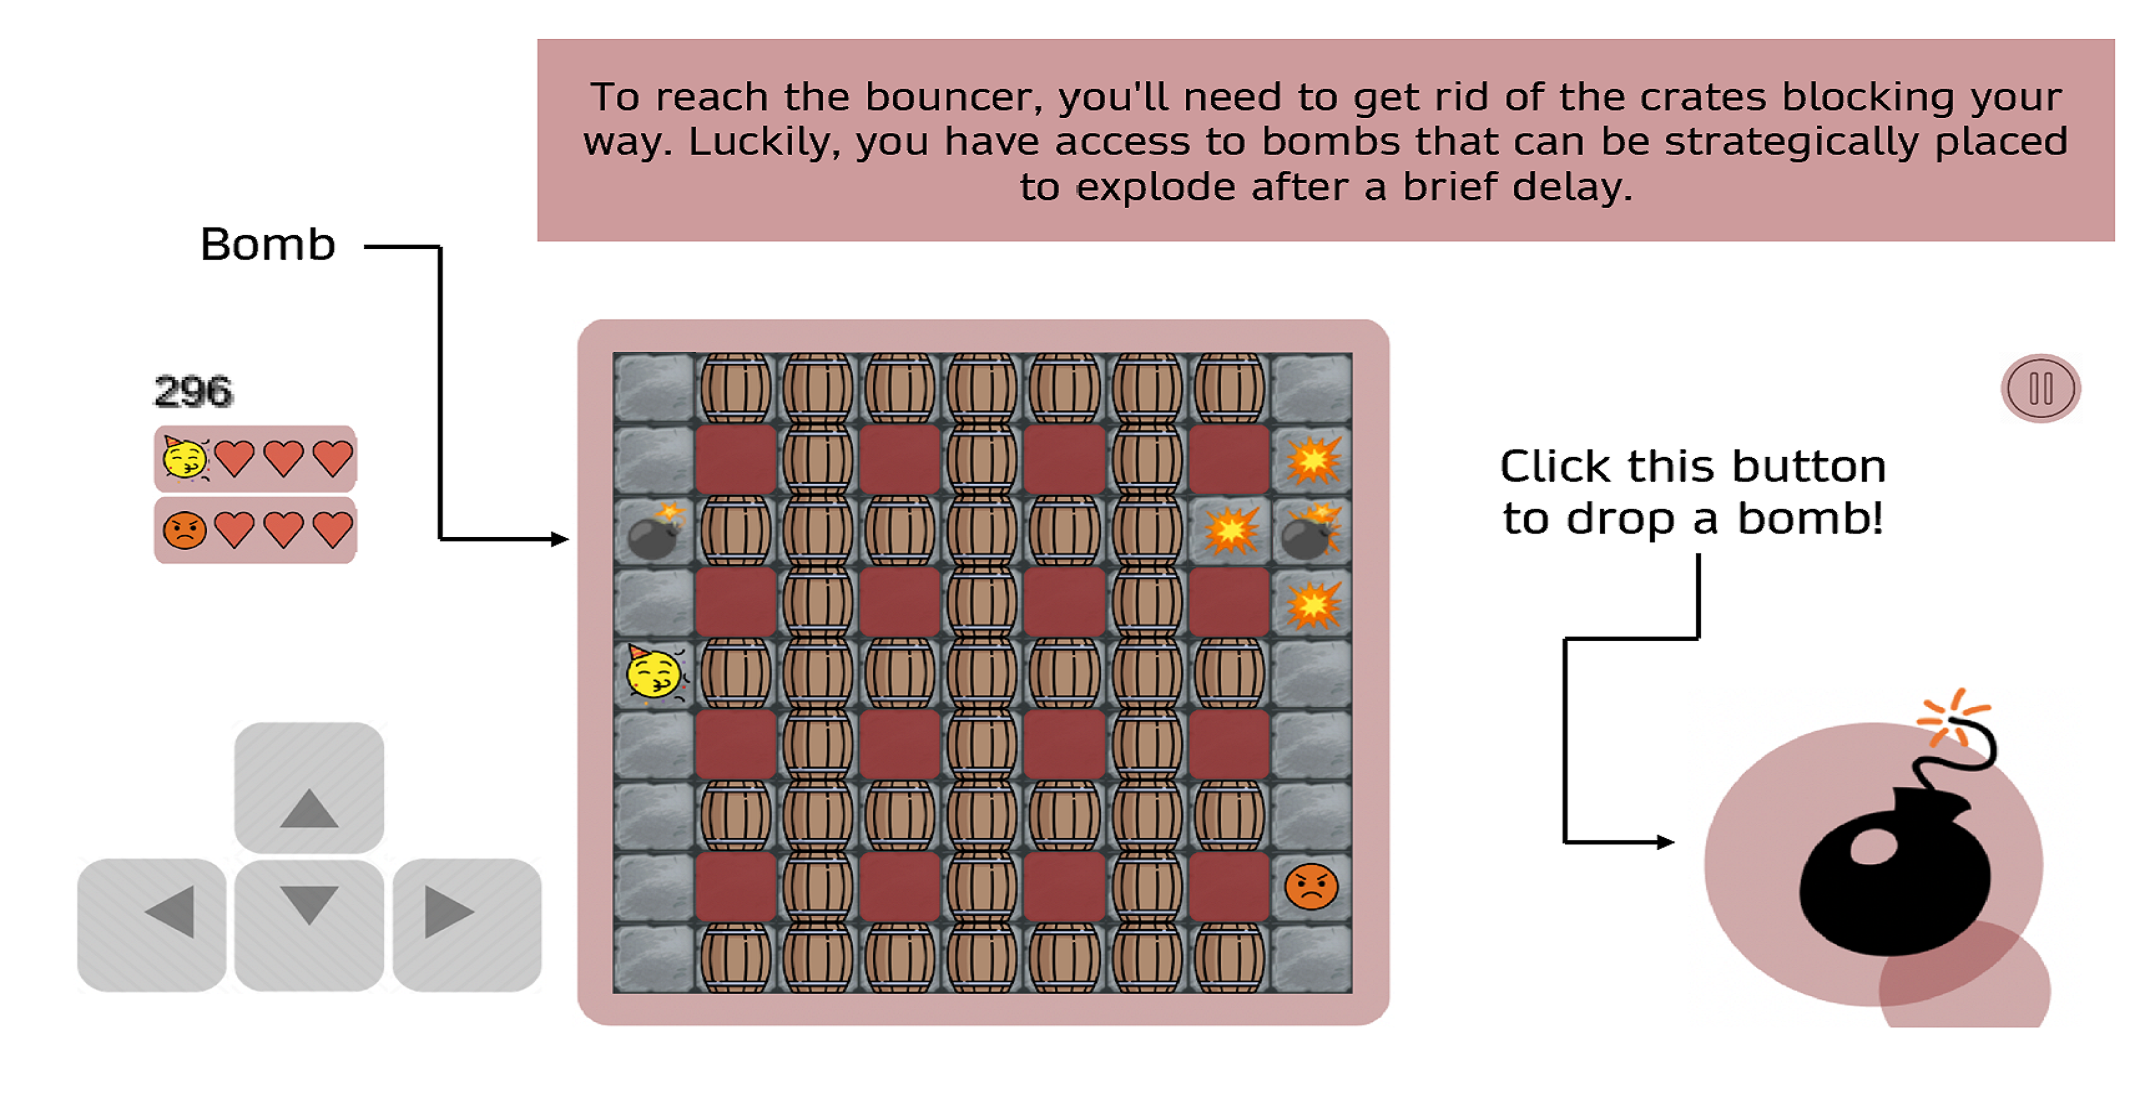 To reach the bouncer, you'll need to get rid of the crates blocking your
way. Luckily, you have access to bombs that can be strategically placed
to explode after a brief delay.
Bomb
296
Click this button
to drop a bomb!